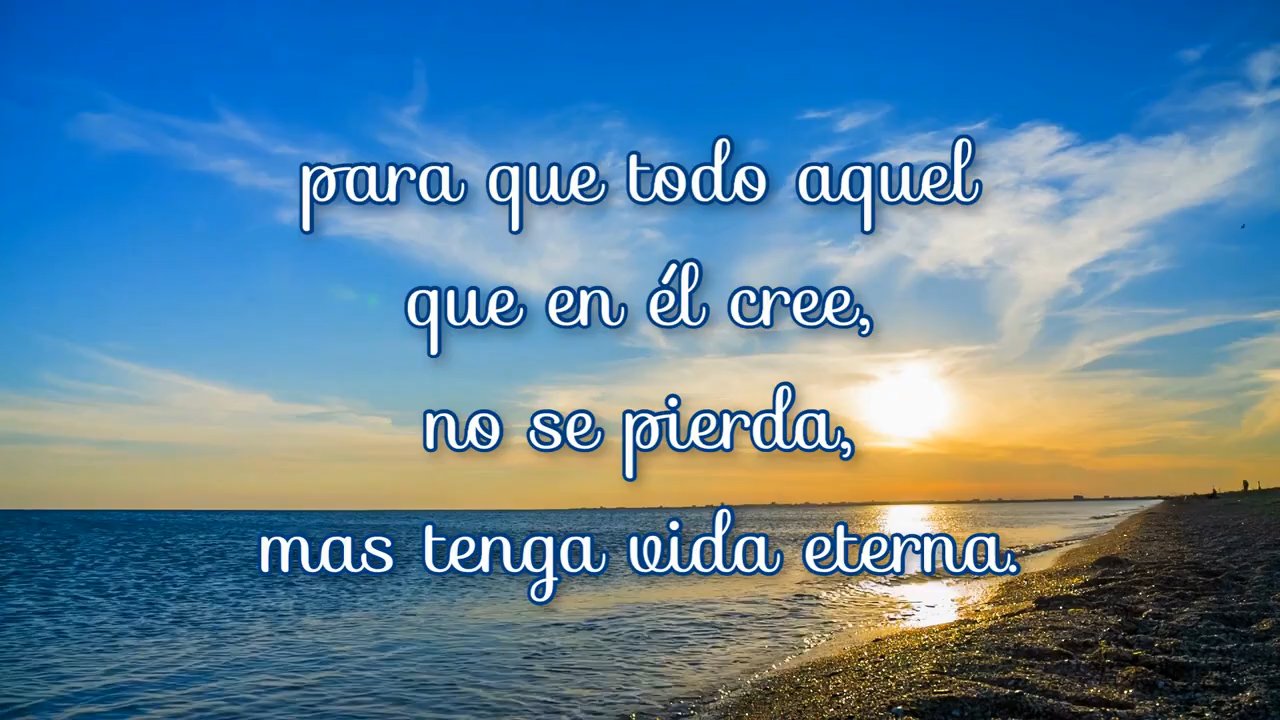 para que todo aquel
que en él cree,
no se pierda,
mas tenga vida eterna.